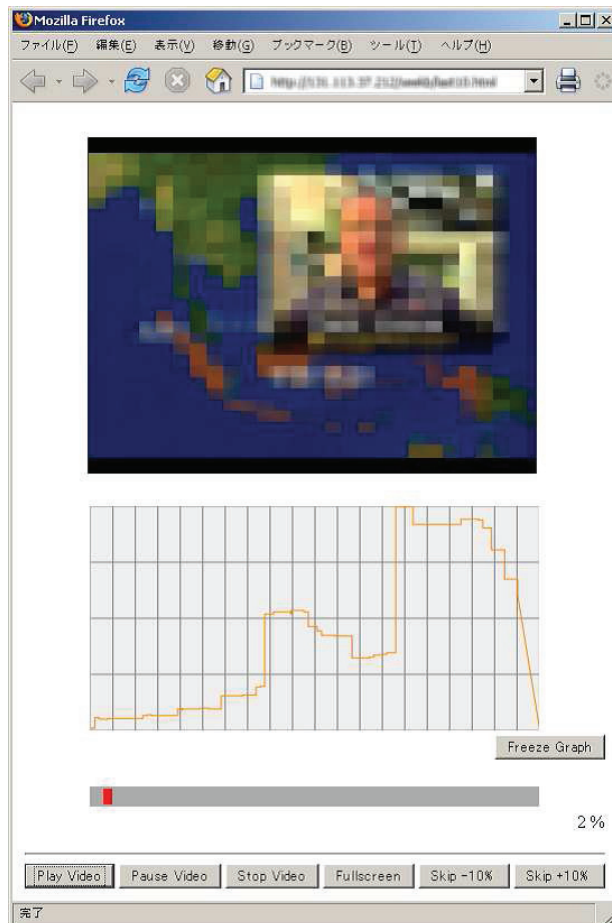 Mozilla Firefox
ファイル(F) 編集(E) 表示(V) 移動(G) ブックマーク(B) ツール(T) ヘルプ(H)
Freeze Graph
2%
Play Video Pause Video Stop Video Fullscreen Skip -10% Skip +10%
完了